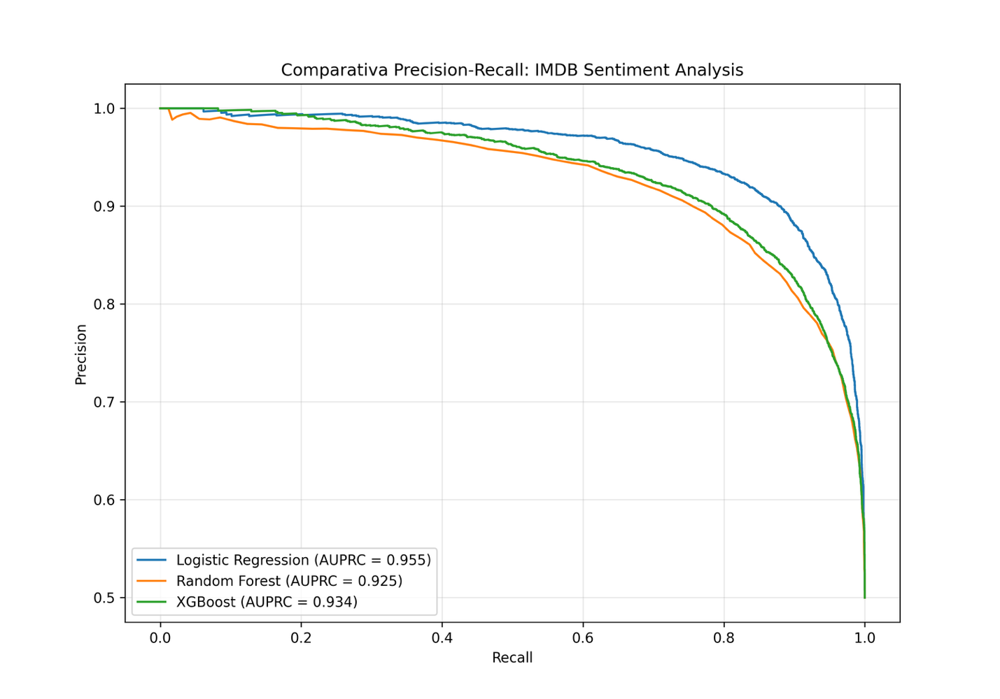 Comparativa Precision-Recall: IMDB Sentiment Analysis
Precision
1.0
0.9
0.8
0.7
0.6
0.5
Logistic Regression (AUPRC = 0.955)
Random Forest (AUPRC = 0.925)
XGBoost (AUPRC = 0.934)
0.0 0.2 0.4 0.6 0.8 1.0
Recall